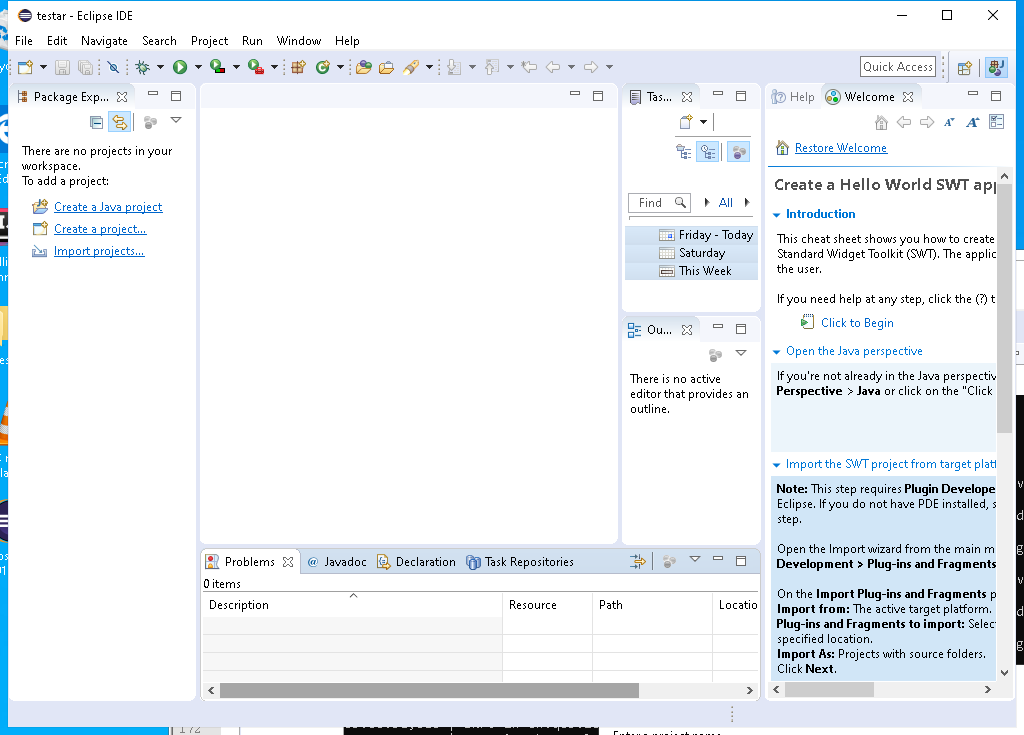 testar - Eclipse IDE
File Edit Navigate Search Project Run Window Help
Quick Access
Package Exp...
There are no projects in your
workspace.
To add a project:
Create a Java project
Create a project...
Import projects...
Tas...
Find
All
Friday - Today
Saturday
This Week
Ou...
There is no active
editor that provides an
outline.
Help Welcome
Restore Welcome
Create a Hello World SWT app
Introduction
This cheat sheet shows you how to create
Standard Widget Toolkit (SWT). The applic
the user.
If you need help at any step, click the (?) t
Click to Begin
Open the Java perspective
If you're not already in the Java perspectiv
Perspective > Java or click on the "Click
Import the SWT project from target platf
Note: This step requires Plugin Develope
Eclipse. If you do not have PDE installed, s
step.
Open the Import wizard from the main m
Development > Plug-ins and Fragments
On the Import Plug-ins and Fragments p
Import from: The active target platform.
Plug-ins and Fragments to import: Selec
specified location.
Import As: Projects with source folders.
Click Next.
Problems @ Javadoc Declaration Task Repositories
0 items
Description Resource Path Locatio
172